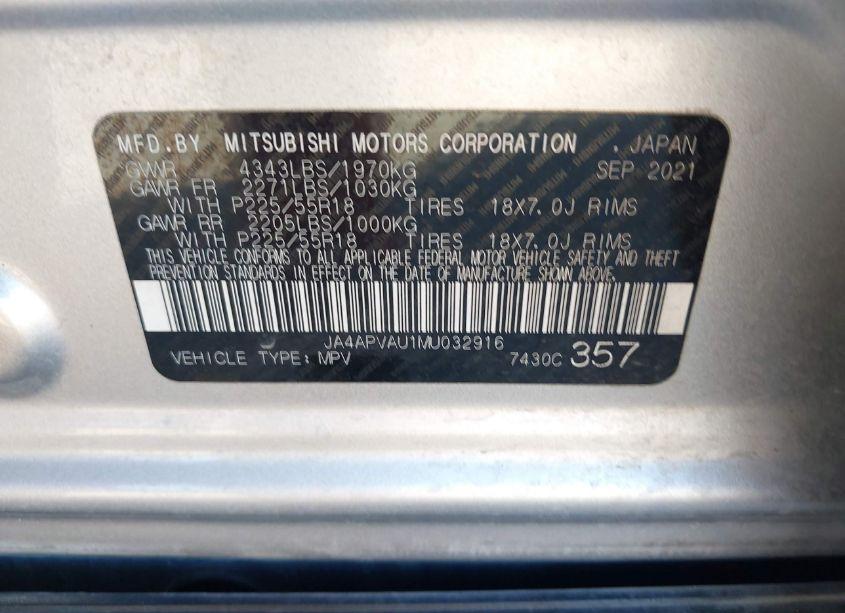 MFD.BY MITSUBISHI MOTORS CORPORATION .JAPAN
GVWR 4343LBS/1970KG SEP 2021
GAWR FR 2271LBS/1030KG
WITH P225/55R18 TIRES 18X7.0J RIMS
GAWR RR 2205LBS/1000KG
WITH P225/55R18 TIRES 18X7.0J RIMS
THIS VEHICLE CONFORMS TO ALL APPLICABLE FEDERAL MOTOR VEHICLE SAFETY AND THEFT
PREVENTION STANDARDS IN EFFECT ON THE DATE OF MANUFACTURE SHOWN ABOVE.
JA4APVAU1MU032916
VEHICLE TYPE: MPV 7430C 357